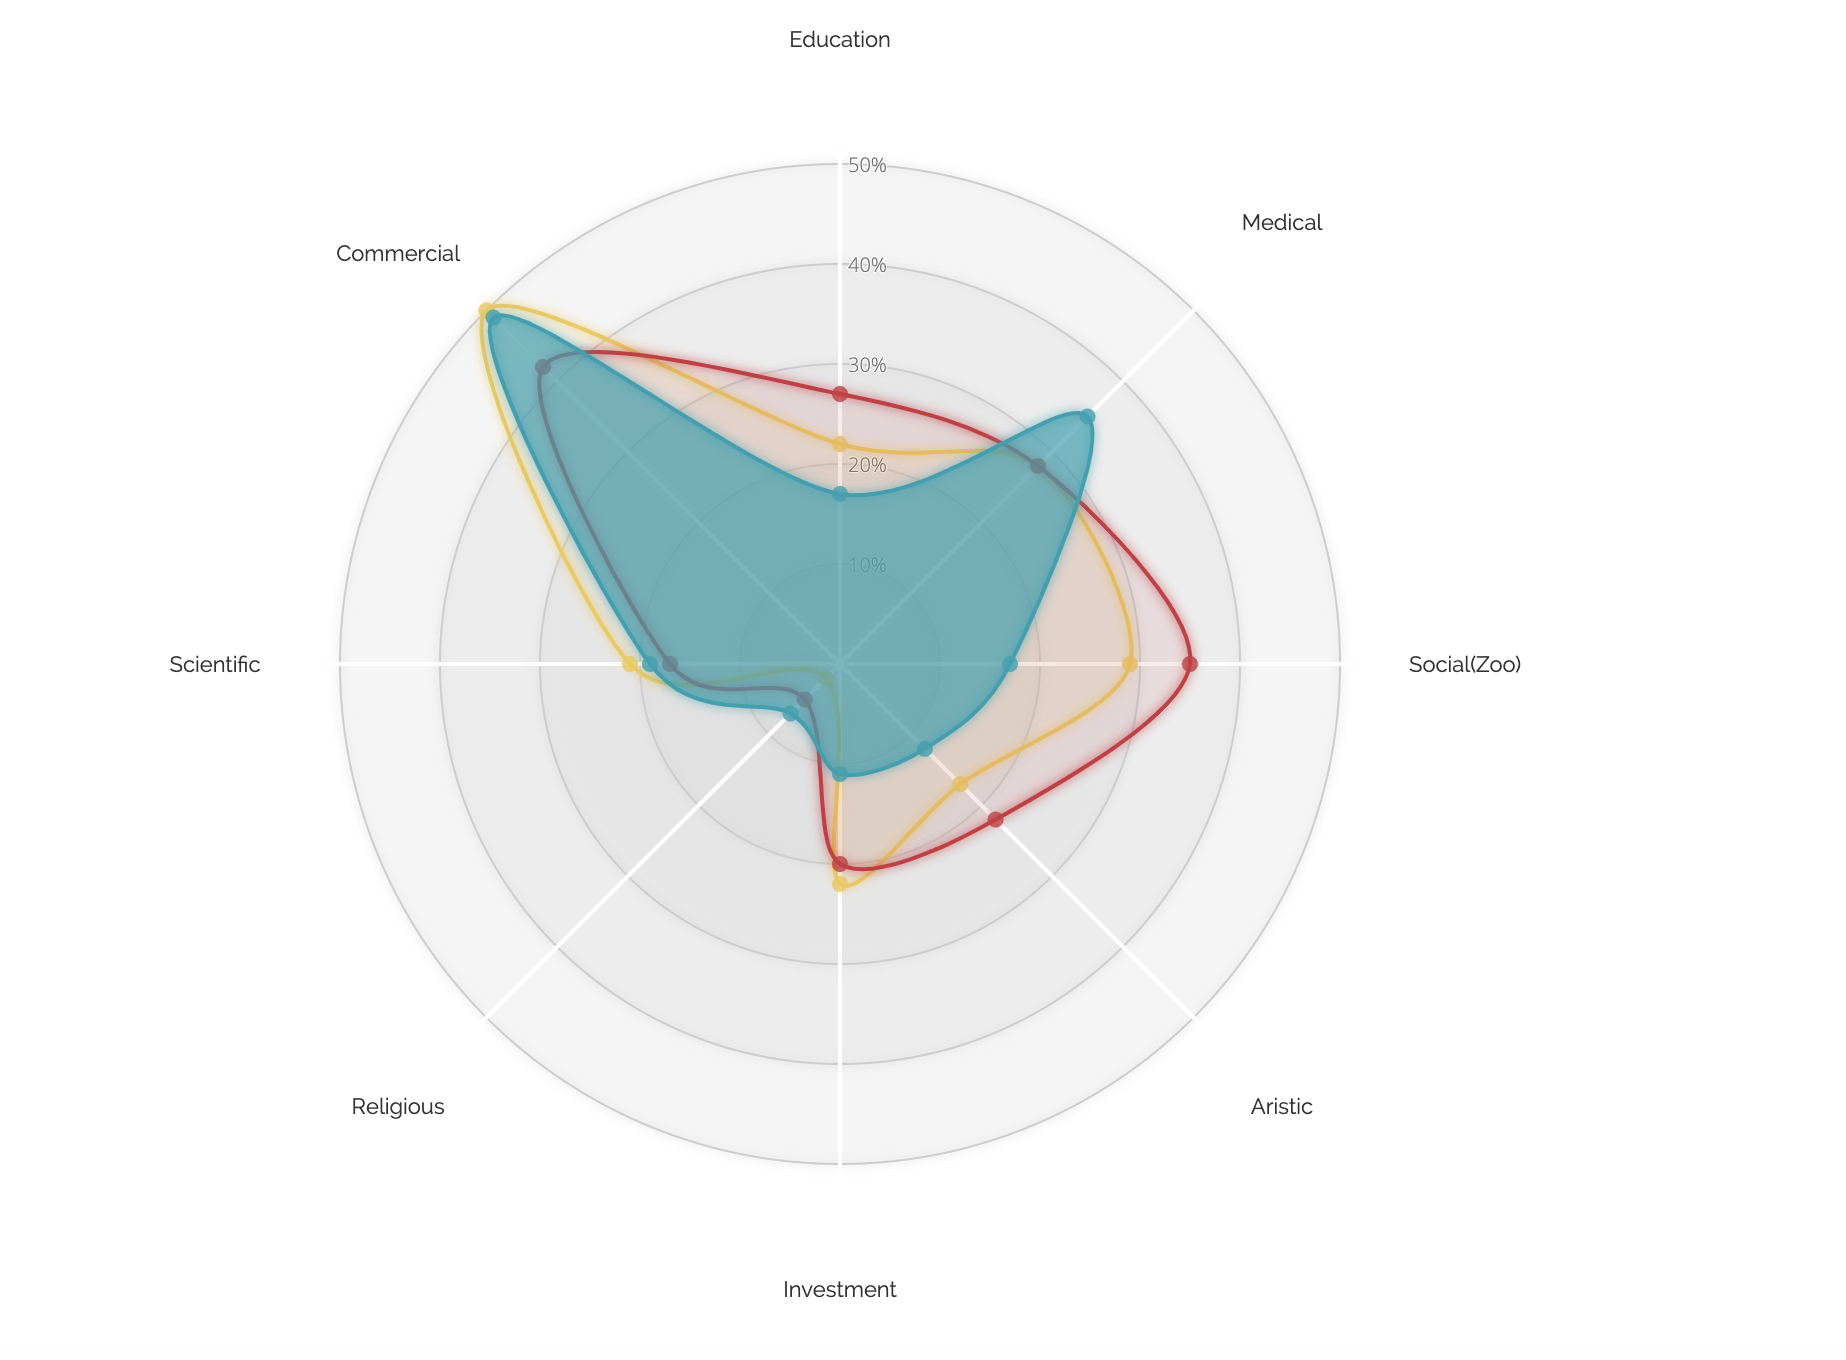 Education
50%
Medical
Commercial
40%
30%
20%
10%
Scientific
Social(Zoo)
Religious
Aristic
Investment